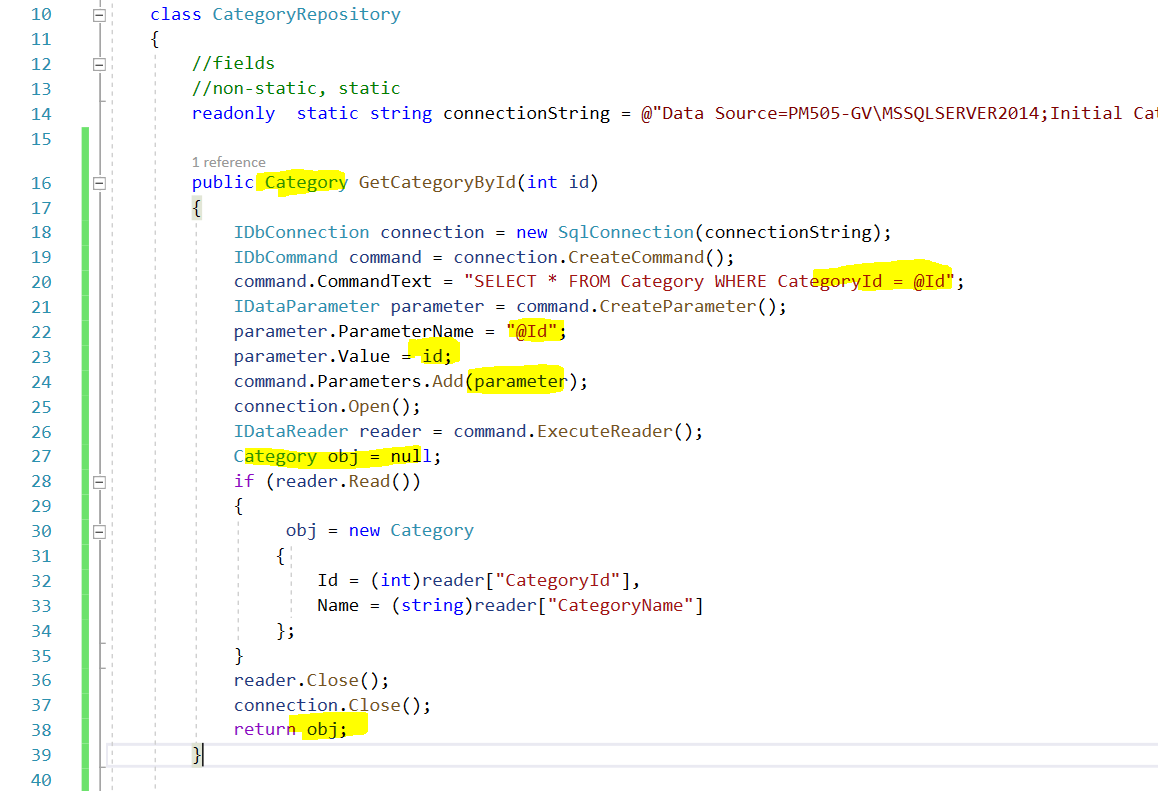 10 class CategoryRepository
11 {
12 //fields
13 //non-static, static
14 readonly  static string connectionString = @"Data Source=PM505-GV\MSSQLSERVER2014;Initial Cat
15
1 reference
16 public Category GetCategoryById(int id)
17 {
18 IDbConnection connection = new SqlConnection(connectionString);
19 IDbCommand command = connection.CreateCommand();
20 command.CommandText = "SELECT * FROM Category WHERE CategoryId = @Id";
21 IDataParameter parameter = command.CreateParameter();
22 parameter.ParameterName = "@Id";
23 parameter.Value = id;
24 command.Parameters.Add(parameter);
25 connection.Open();
26 IDataReader reader = command.ExecuteReader();
27 Category obj = null;
28 if (reader.Read())
29 {
30 obj = new Category
31 {
32 Id = (int)reader["CategoryId"],
33 Name = (string)reader["CategoryName"]
34 };
35 }
36 reader.Close();
37 connection.Close();
38 return obj;
39 }
40